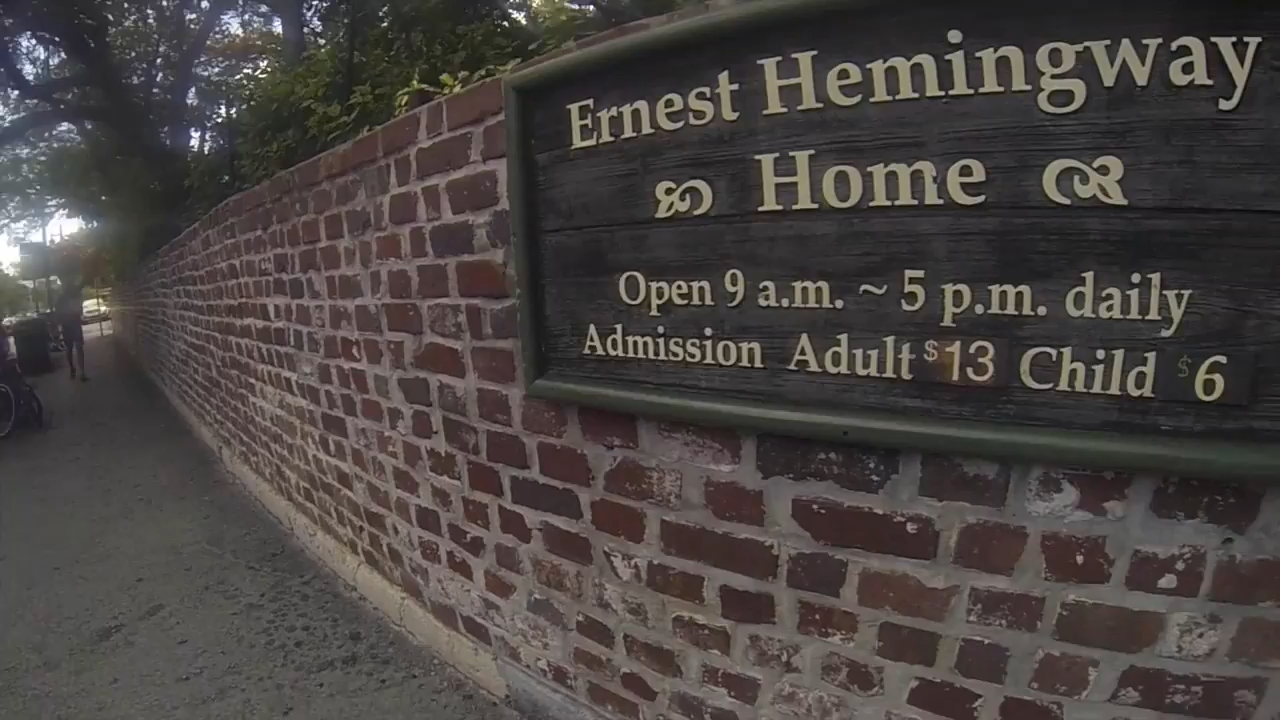 Ernest Hemingway
Home
Open 9 a.m. ~ 5 p.m. daily
Admission Adult $13 Child $6